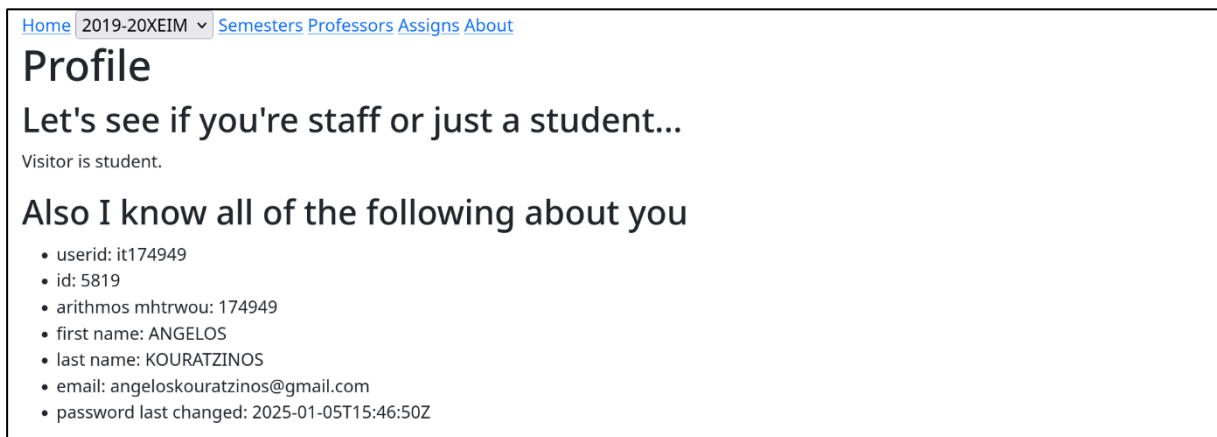 Home 2019-20XEIM Semesters Professors Assigns About
Profile
Let's see if you're staff or just a student...
Visitor is student.
Also I know all of the following about you
• userid: it174949
• id: 5819
• arithmos mhtrwou: 174949
• first name: ANGELOS
• last name: KOURATZINOS
• email: angeloskouratzinos@gmail.com
• password last changed: 2025-01-05T15:46:50Z